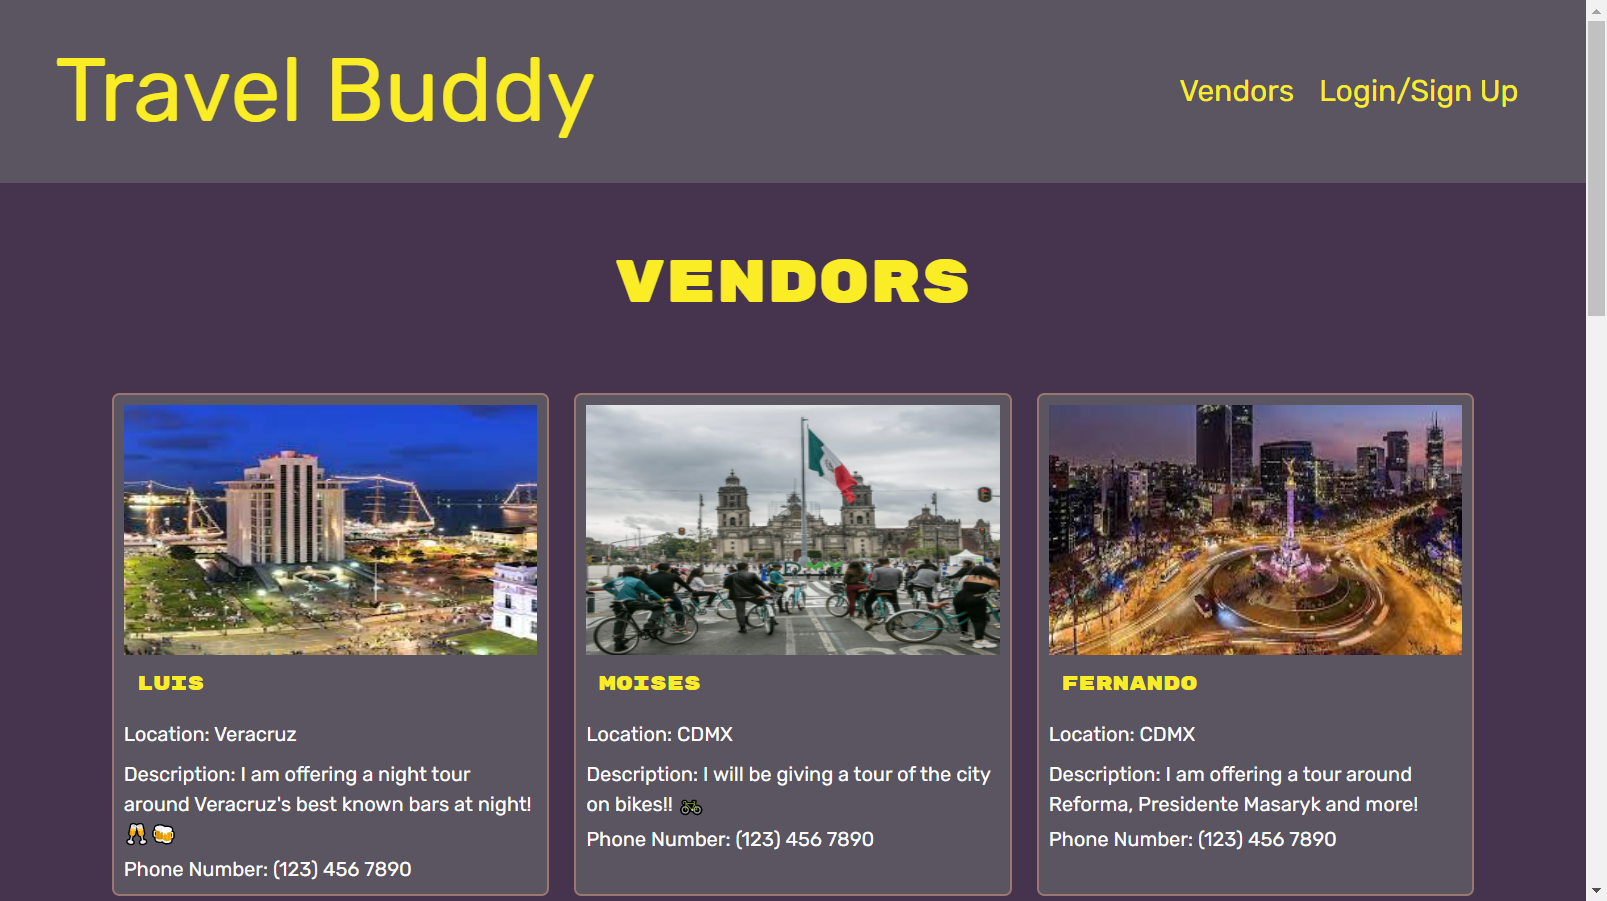 Travel Buddy
Vendors Login/Sign Up
VENDORS
LUIS
Location: Veracruz
Description: I am offering a night tour
around Veracruz's best known bars at night!
🥂🍻
Phone Number: (123) 456 7890
MOISES
Location: CDMX
Description: I will be giving a tour of the city
on bikes!! 🚲
Phone Number: (123) 456 7890
FERNANDO
Location: CDMX
Description: I am offering a tour around
Reforma, Presidente Masaryk and more!
Phone Number: (123) 456 7890